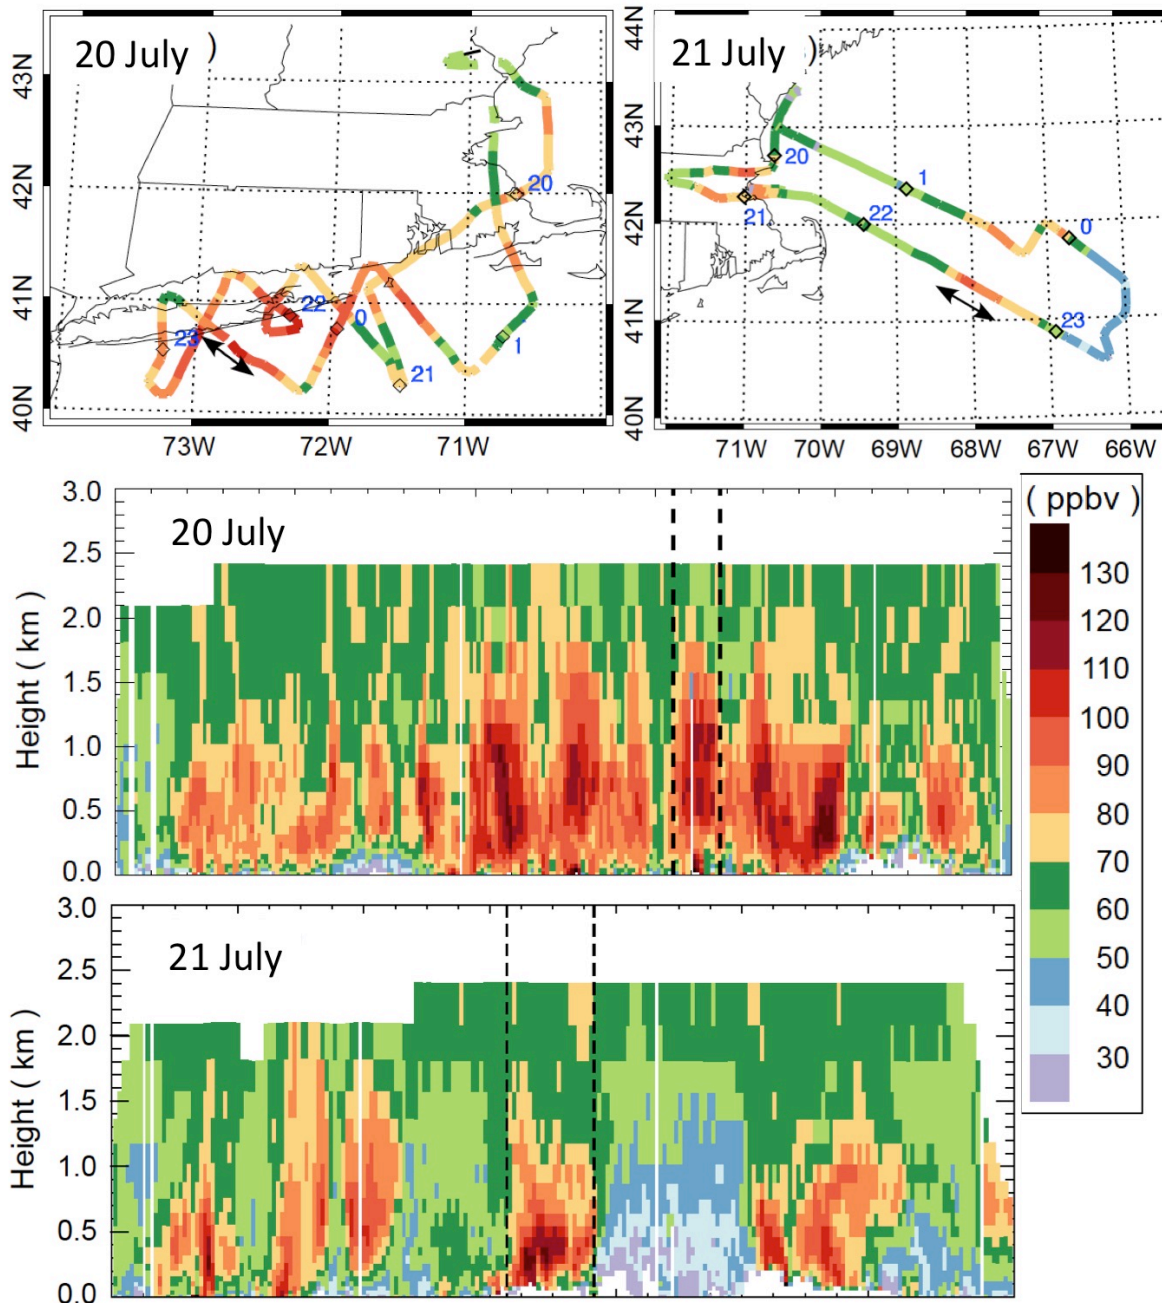 20 July )
43N
42N
41N
40N
20
22
0
23
1
21
73W 72W 71W
21 July )
44N
43N
42N
41N
40N
20
1
21
22
0
23
71W 70W 69W 68W 67W 66W
20 July
Height ( km )
3.0
2.5
2.0
1.5
1.0
0.5
0.0
( ppbv )
130
120
110
100
90
80
70
60
50
40
30
21 July
Height ( km )
3.0
2.5
2.0
1.5
1.0
0.5
0.0